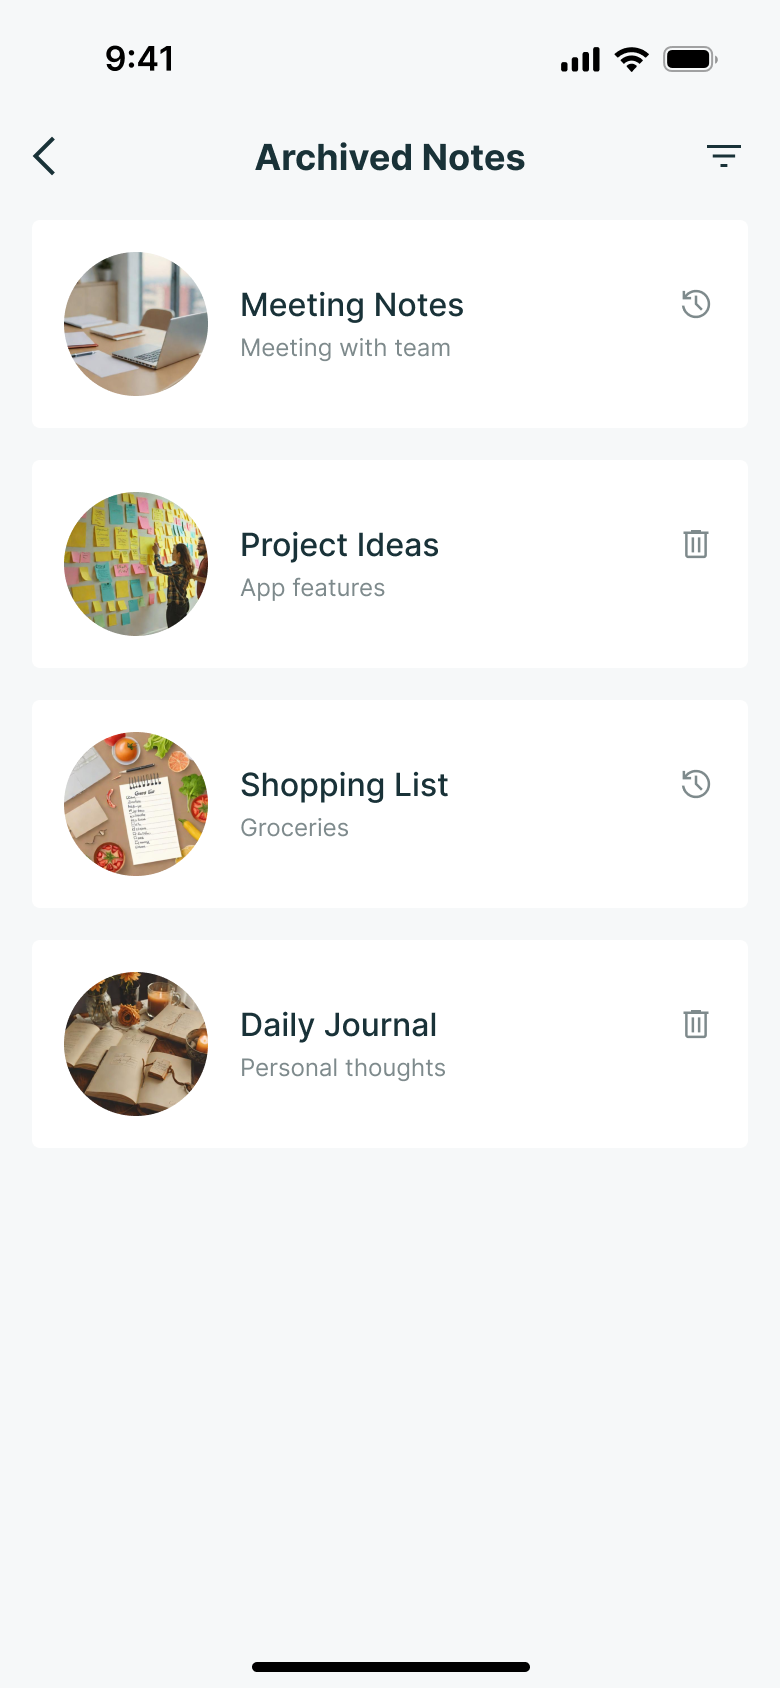 9:41
Archived Notes
Meeting Notes
Meeting with team
Project Ideas
App features
Shopping List
Groceries
Daily Journal
Personal thoughts